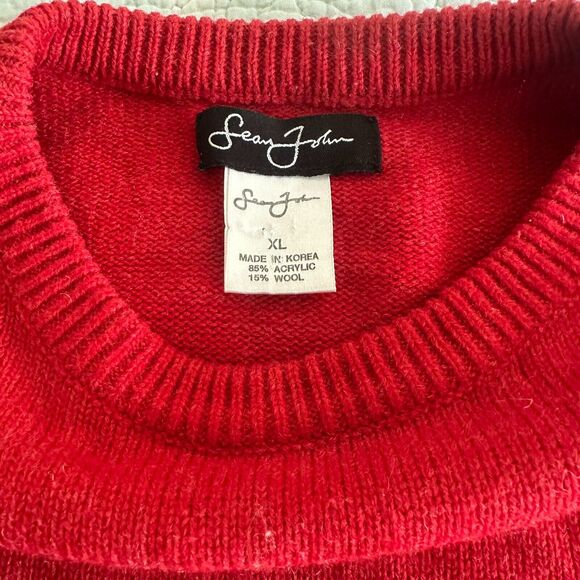 Sean John
Sean John
XL
MADE IN KOREA
85% ACRYLIC
15% WOOL